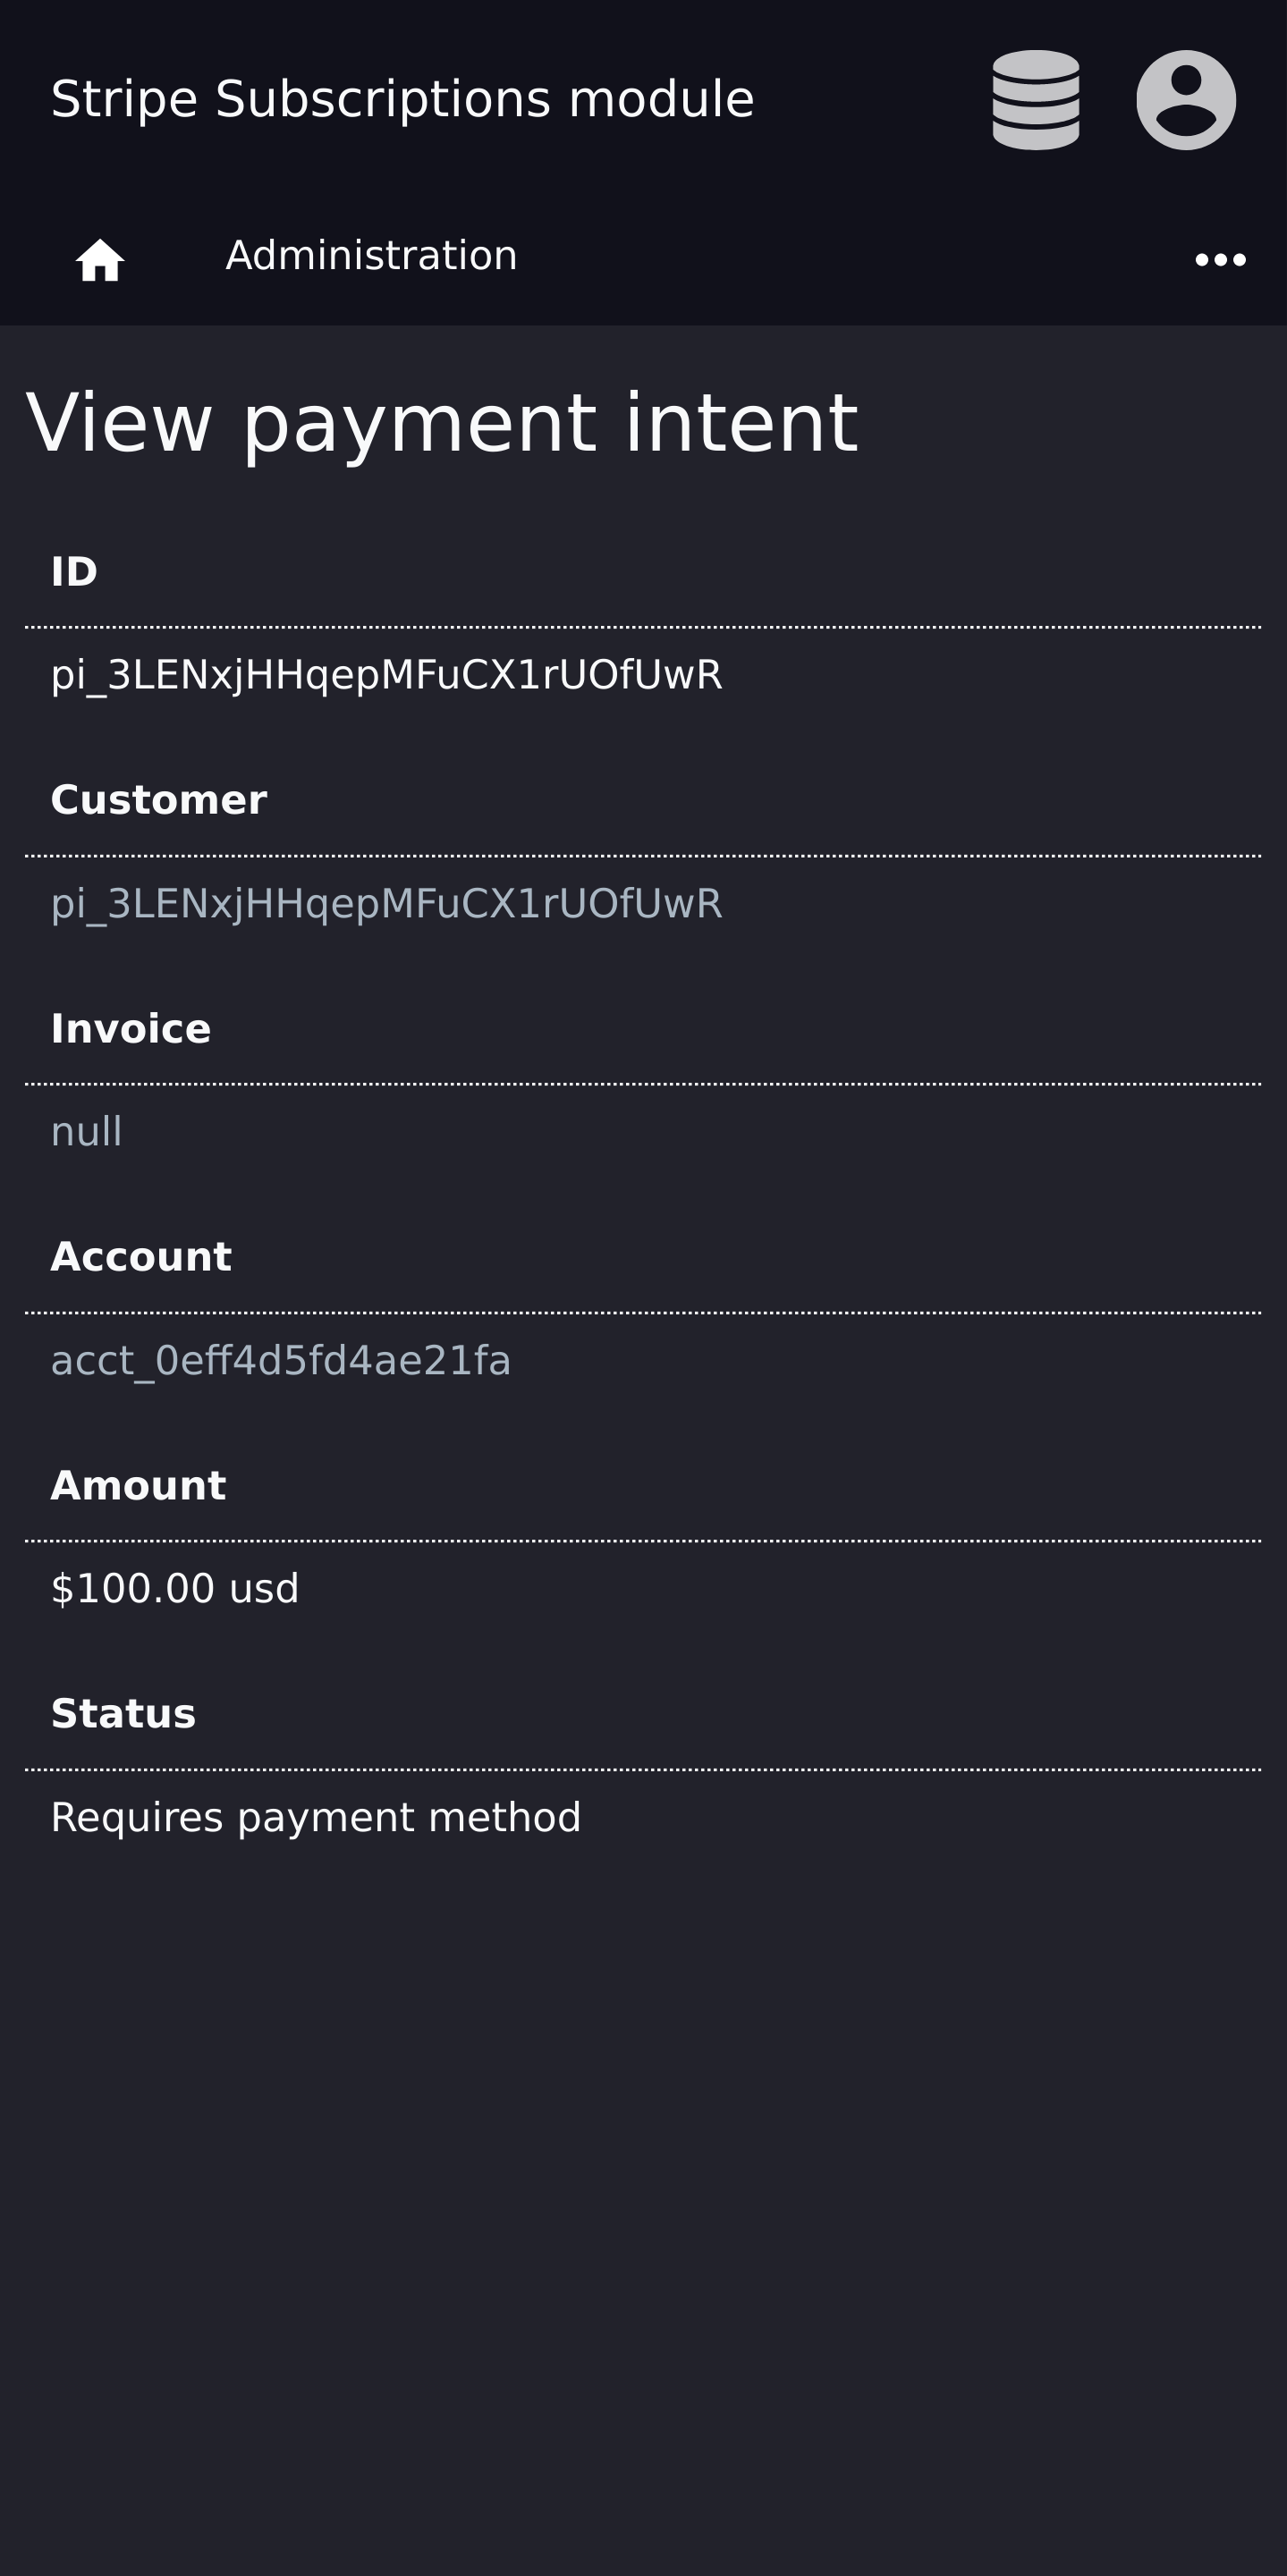 Stripe Subscriptions module
Administration
View payment intent
ID
pi_3LENxjHHqepMFuCX1rUOfUwR
Customer
pi_3LENxjHHqepMFuCX1rUOfUwR
Invoice
null
Account
acct_0eff4d5fd4ae21fa
Amount
$100.00 usd
Status
Requires payment method